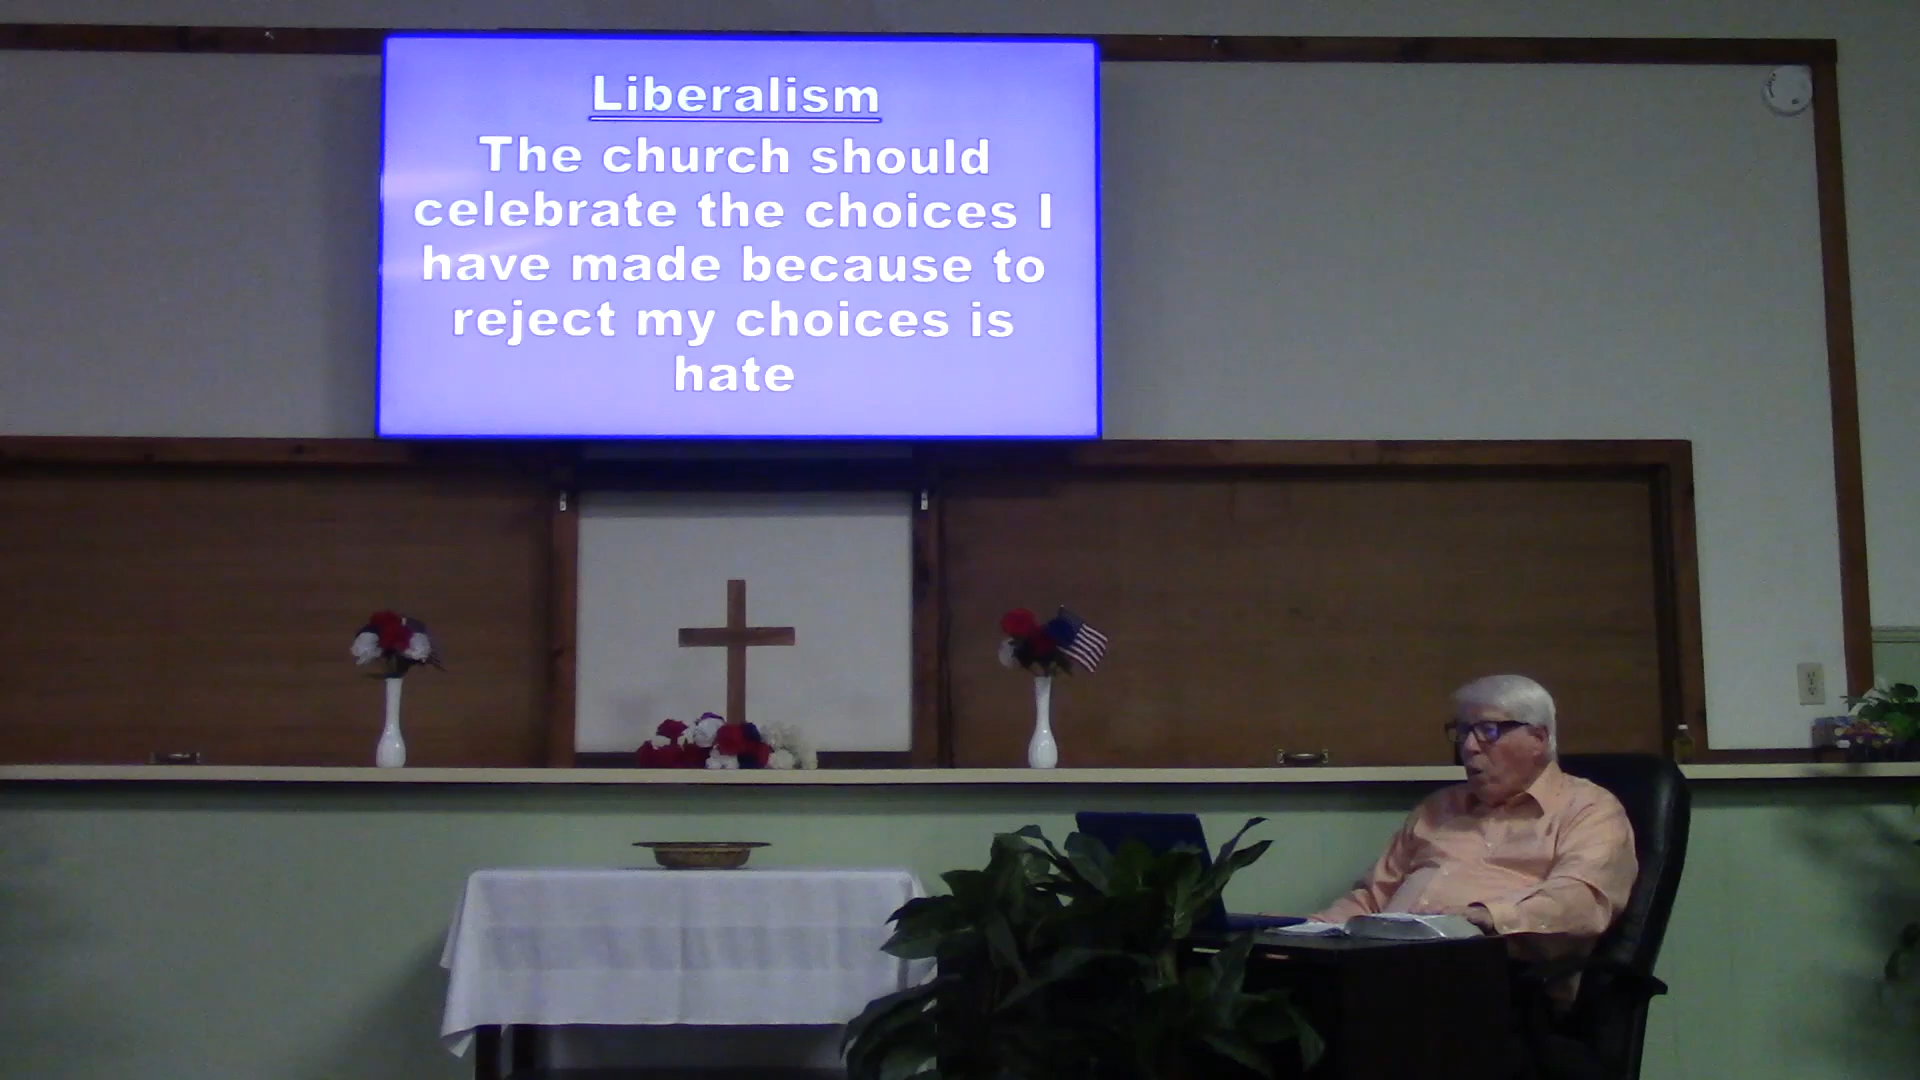 Liberalism
The church should
celebrate the choices I
have made because to
reject my choices is
hate